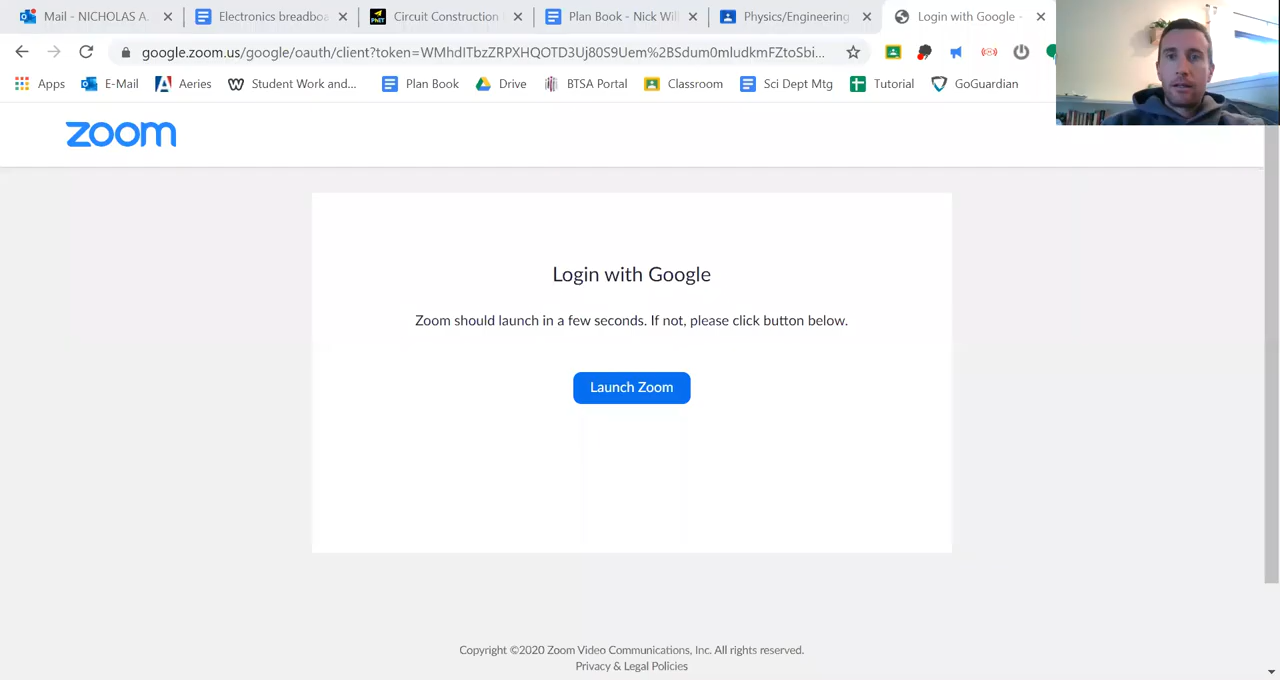 Mail - NICHOLAS A.
Electronics breadboa
Circuit Construction
PhET
Plan Book - Nick Wil
Physics/Engineering
Login with Google -
google.zoom.us/google/oauth/client?token=WMhdITbzZRPXHQOTD3Uj80S9Uem%2BSdum0mludkmFZtoSbi...
Apps
E-Mail
Aeries
Student Work and...
Plan Book
Drive
BTSA Portal
Classroom
Sci Dept Mtg
Tutorial
GoGuardian
zoom
Login with Google
Zoom should launch in a few seconds. If not, please click button below.
Launch Zoom
Copyright ©2020 Zoom Video Communications, Inc. All rights reserved.
Privacy & Legal Policies